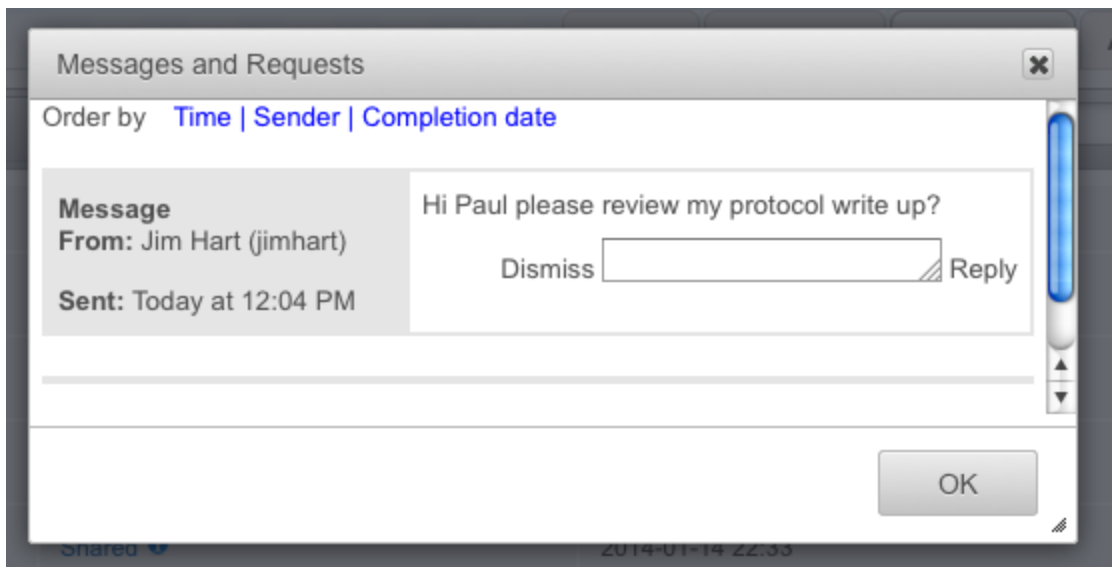 Messages and Requests
Order by Time | Sender | Completion date
Message
From: Jim Hart (jimhart)
Sent: Today at 12:04 PM
Hi Paul please review my protocol write up?
Dismiss Reply
OK
Shared
2014-01-14 22:33